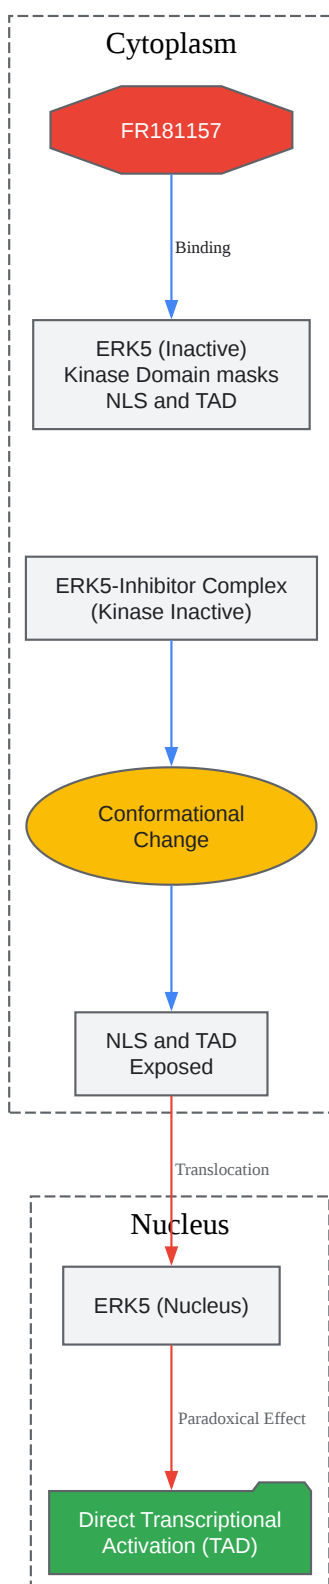 Cytoplasm
FR181157
Binding
ERK5 (Inactive)
Kinase Domain masks
NLS and TAD
ERK5-Inhibitor Complex
(Kinase Inactive)
Conformational
Change
NLS and TAD
Exposed
Translocation
Nucleus
ERK5 (Nucleus)
Paradoxical Effect
Direct Transcriptional
Activation (TAD)